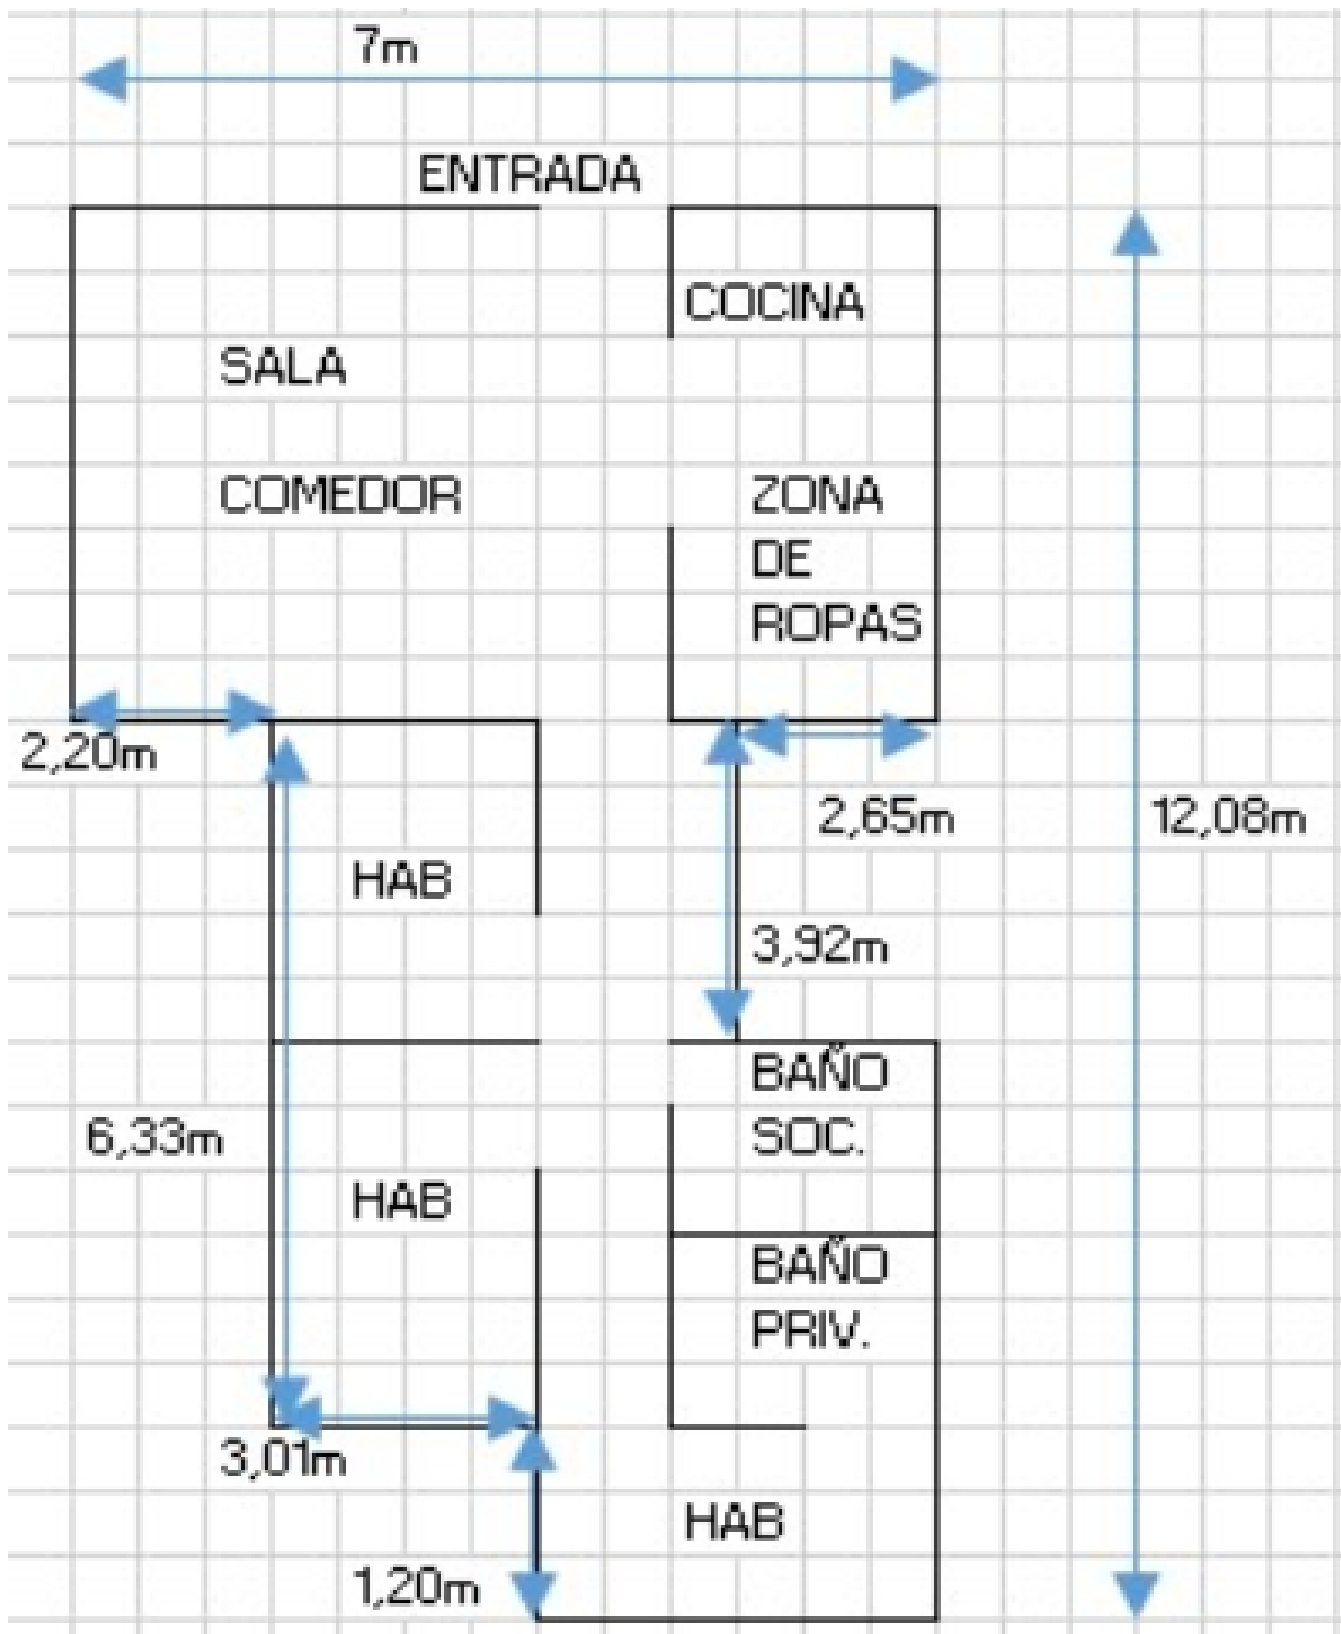 7m
ENTRADA
COCINA
SALA
COMEDOR
ZONA
DE
ROPAS
2,20m
2,65m
12,08m
HAB
3,92m
BAÑO
SOC.
6,33m
HAB
BAÑO
PRIV.
3,01m
HAB
1,20m